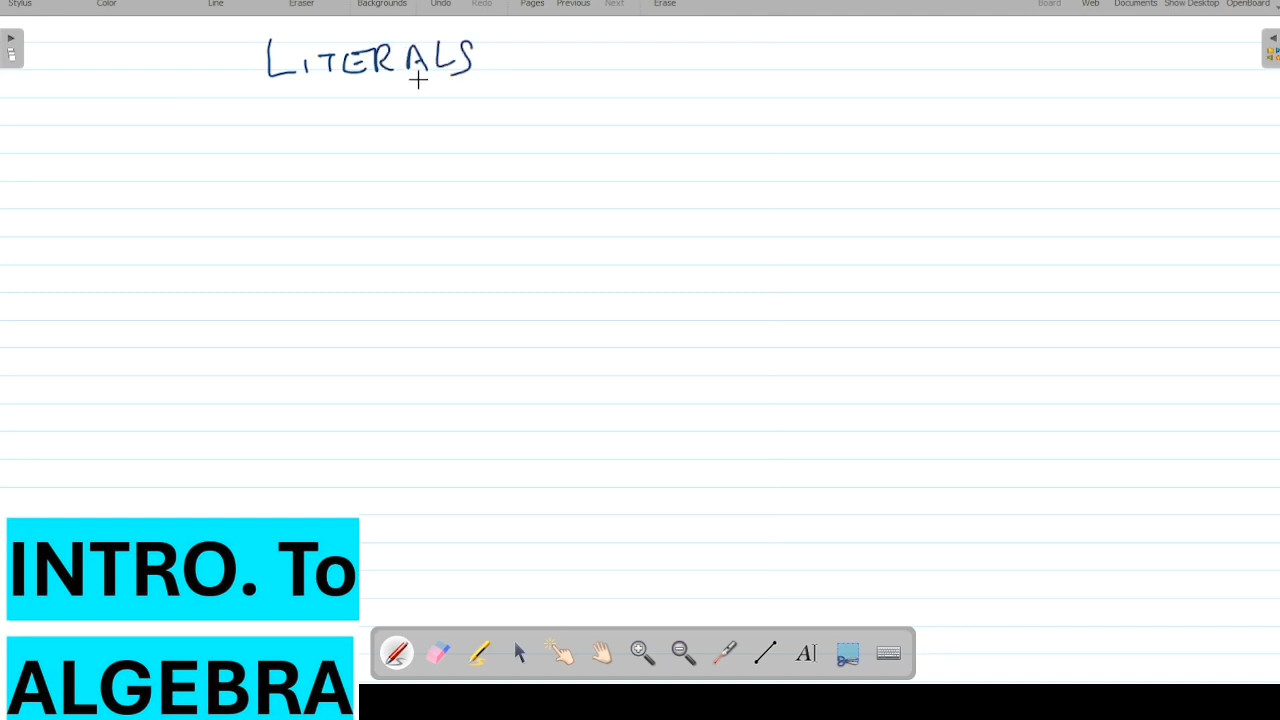 Stylus Color Line Eraser Backgrounds Undo Redo Pages Previous Next Erase Board Web Documents Show Desktop OpenBoard
LITERALS
INTRO. To
ALGEBRA
AI